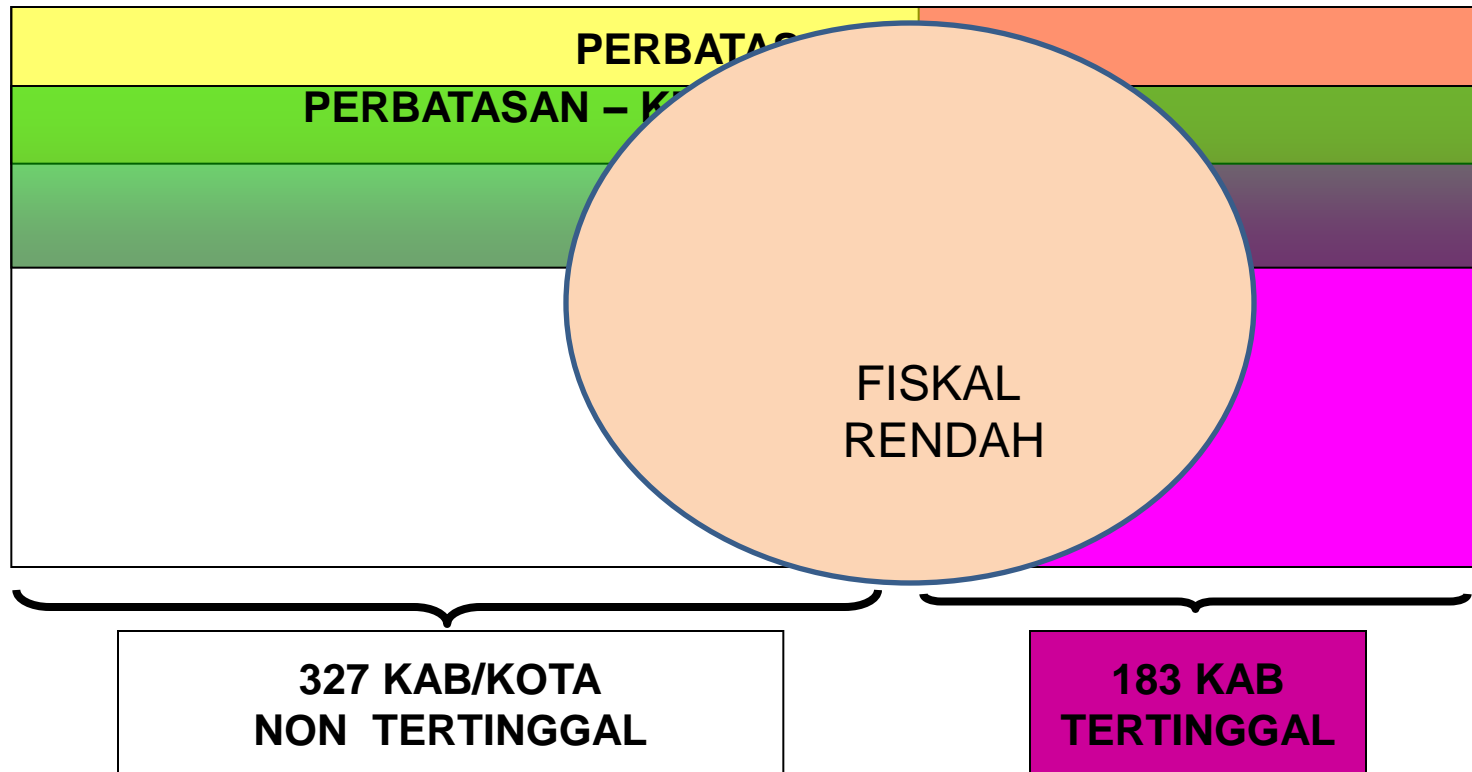 PERBATAS
PERBATASAN – K
FISKAL
RENDAH
327 KAB/KOTA
NON TERTINGGAL
183 KAB
TERTINGGAL